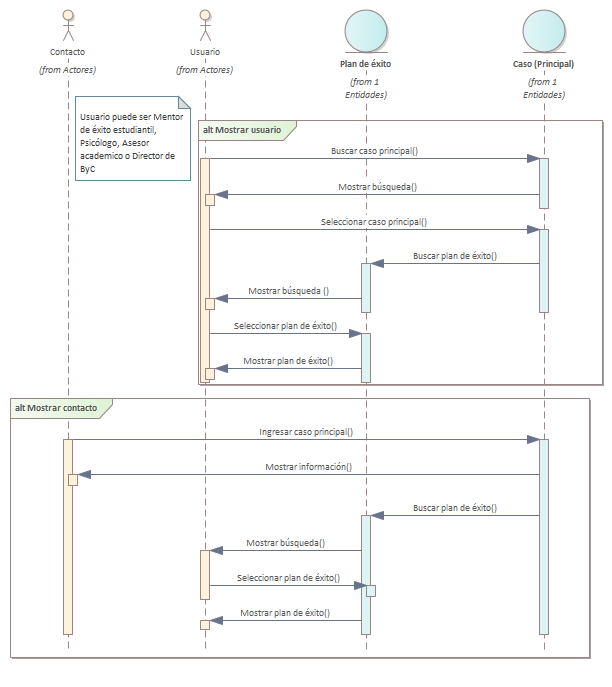 Contacto
(from Actores)
Usuario
(from Actores)
Plan de éxito
(from 1
Entidades)
Caso (Principal)
(from 1
Entidades)
Usuario puede ser Mentor
de éxito estudiantil,
Psicólogo, Asesor
academico o Director de
ByC
alt Mostrar usuario
Buscar caso principal()
Mostrar búsqueda()
Seleccionar caso principal()
Buscar plan de éxito()
Mostrar búsqueda ()
Seleccionar plan de éxito()
Mostrar plan de éxito()
alt Mostrar contacto
Ingresar caso principal()
Mostrar información()
Buscar plan de éxito()
Mostrar búsqueda()
Seleccionar plan de éxito()
Mostrar plan de éxito()